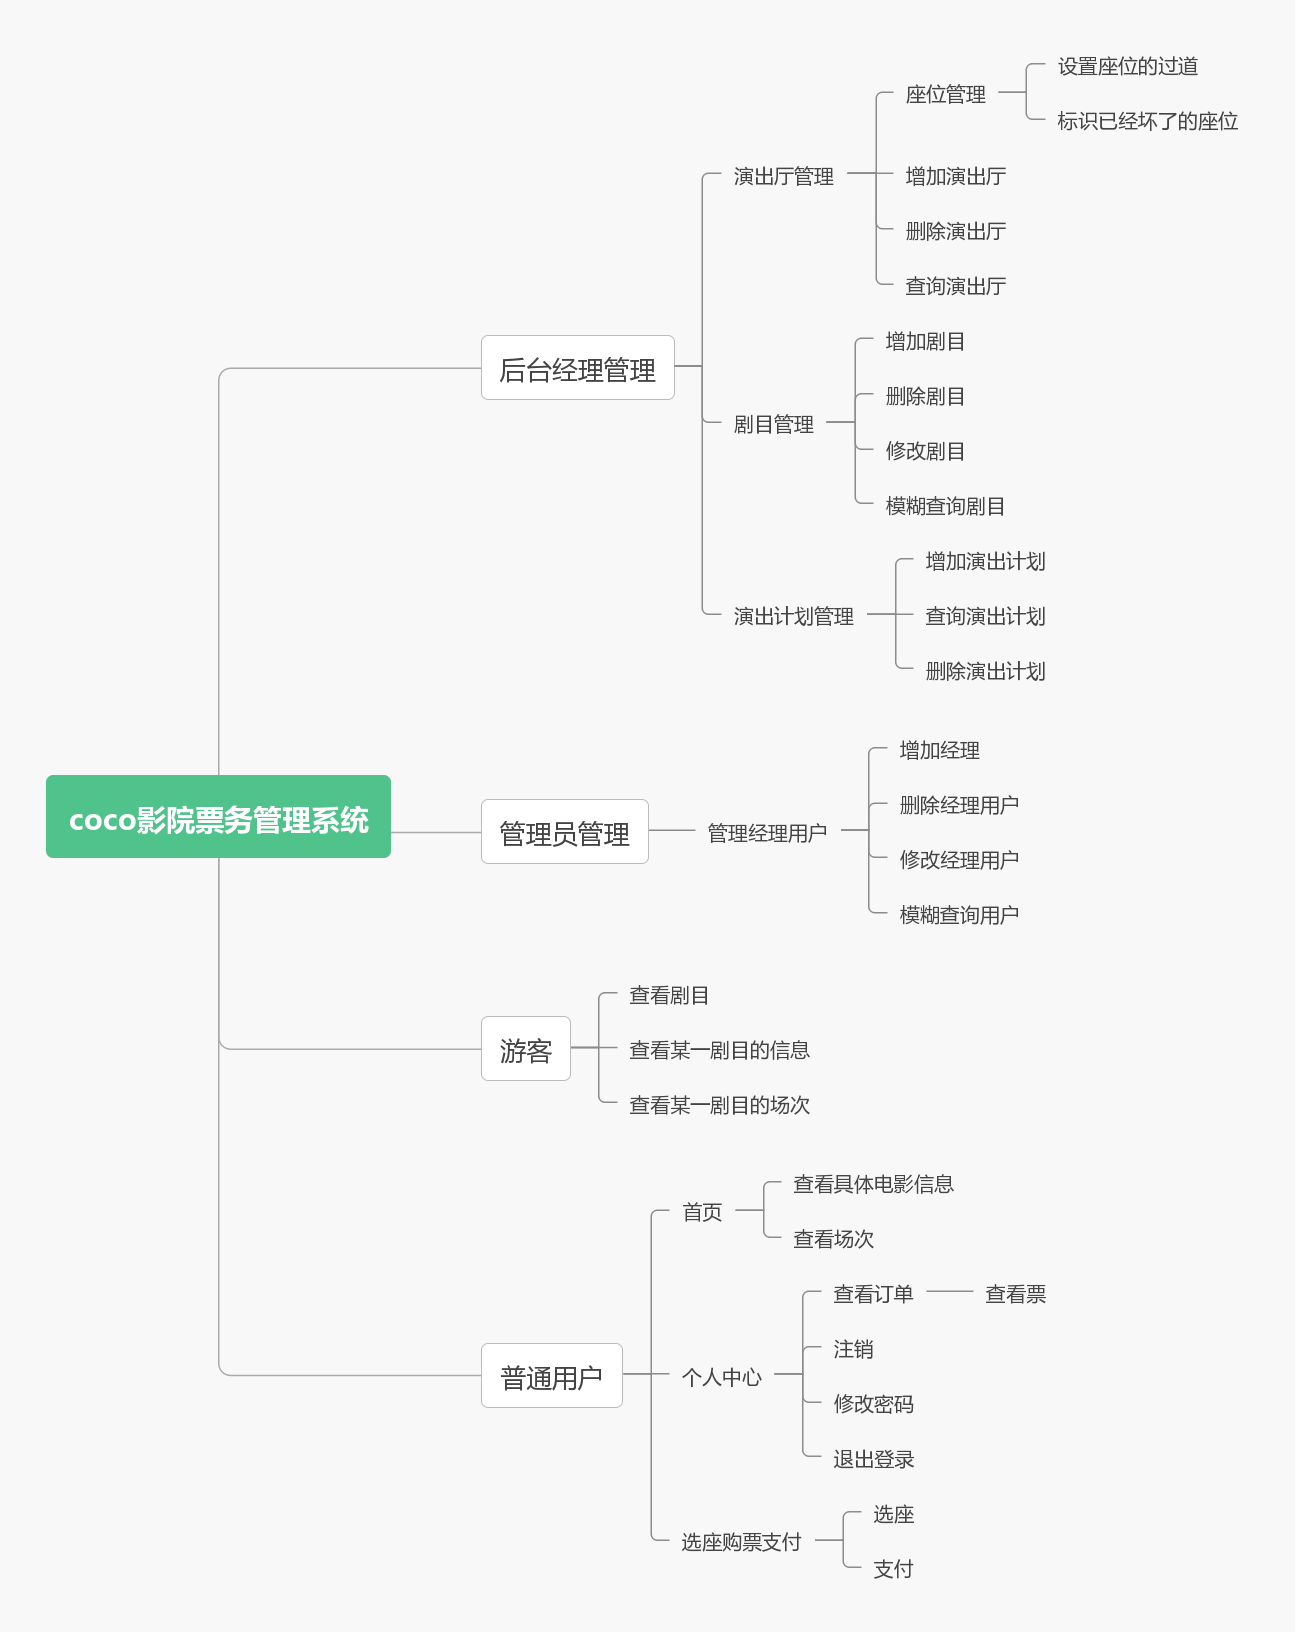 coco影院票务管理系统
后台经理管理
演出厅管理
座位管理
设置座位的过道
标识已经坏了的座位
增加演出厅
删除演出厅
查询演出厅
剧目管理
增加剧目
删除剧目
修改剧目
模糊查询剧目
演出计划管理
增加演出计划
查询演出计划
删除演出计划
管理员管理
管理经理用户
增加经理
删除经理用户
修改经理用户
模糊查询用户
游客
查看剧目
查看某一剧目的信息
查看某一剧目的场次
普通用户
首页
查看具体电影信息
查看场次
个人中心
查看订单
查看票
注销
修改密码
退出登录
选座购票支付
选座
支付